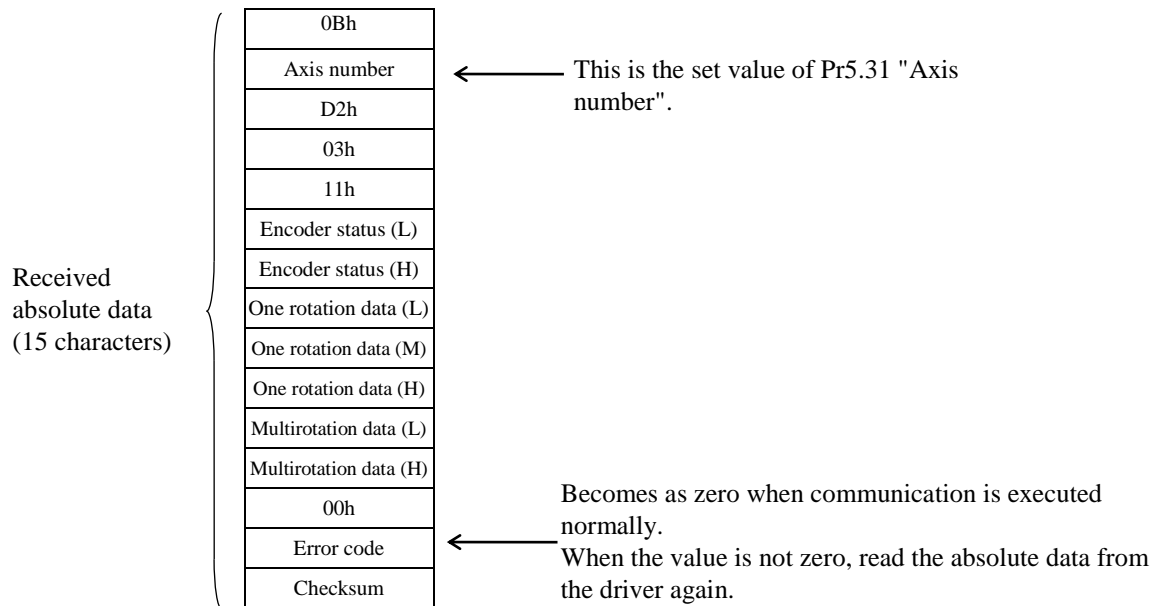 0Bh
Axis number
This is the set value of Pr5.31 "Axis
number".
D2h
03h
11h
Encoder status (L)
Encoder status (H)
Received
absolute data
(15 characters)
One rotation data (L)
One rotation data (M)
One rotation data (H)
Multirotation data (L)
Multirotation data (H)
00h
Error code
Checksum
Becomes as zero when communication is executed
normally.
When the value is not zero, read the absolute data from
the driver again.